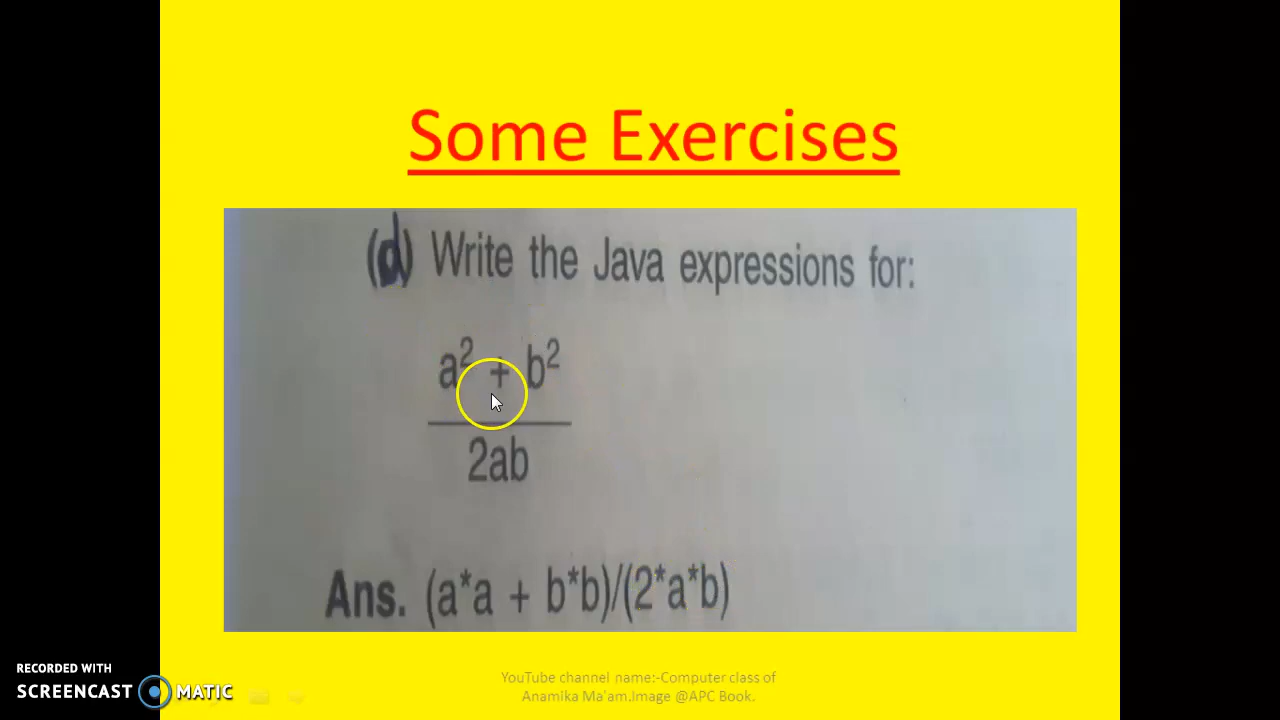 Some Exercises
(d) Write the Java expressions for:
a² + b²
2ab
Ans. (a*a + b*b)/(2*a*b)
YouTube channel name:-Computer class of
Anamika Ma'am.Image @APC Book.
RECORDED WITH
SCREENCAST MATIC